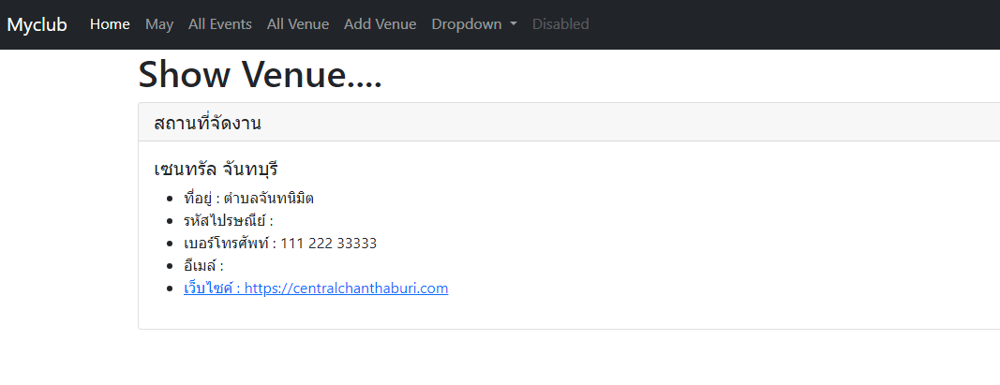 Myclub Home May All Events All Venue Add Venue Dropdown Disabled
Show Venue....
สถานที่จัดงาน
เซนทรัล จันทบุรี
ที่อยู่ : ตำบลจันทนิมิต
รหัสไปรษณีย์ :
เบอร์โทรศัพท์ : 111 222 33333
อีเมล์ :
เว็บไซค์ : https://centralchanthaburi.com